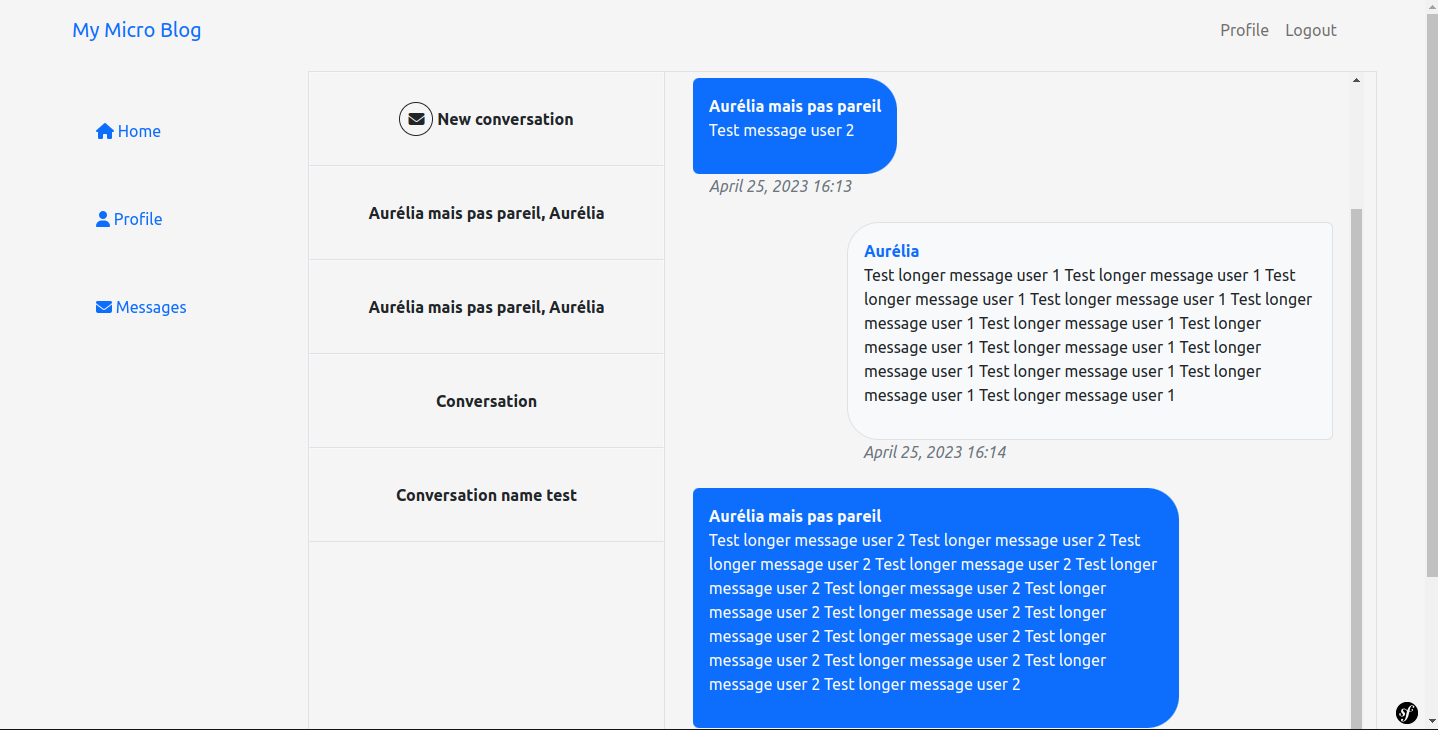 My Micro Blog
Profile
Logout
Home
Profile
Messages
New conversation
Aurélia mais pas pareil, Aurélia
Aurélia mais pas pareil, Aurélia
Conversation
Conversation name test
Aurélia mais pas pareil
Test message user 2
April 25, 2023 16:13
Aurélia
Test longer message user 1 Test longer message user 1 Test
longer message user 1 Test longer message user 1 Test longer
message user 1 Test longer message user 1 Test longer
message user 1 Test longer message user 1 Test longer
message user 1 Test longer message user 1 Test longer
message user 1 Test longer message user 1
April 25, 2023 16:14
Aurélia mais pas pareil
Test longer message user 2 Test longer message user 2 Test
longer message user 2 Test longer message user 2 Test longer
message user 2 Test longer message user 2 Test longer
message user 2 Test longer message user 2 Test longer
message user 2 Test longer message user 2 Test longer
message user 2 Test longer message user 2 Test longer
message user 2 Test longer message user 2
sf